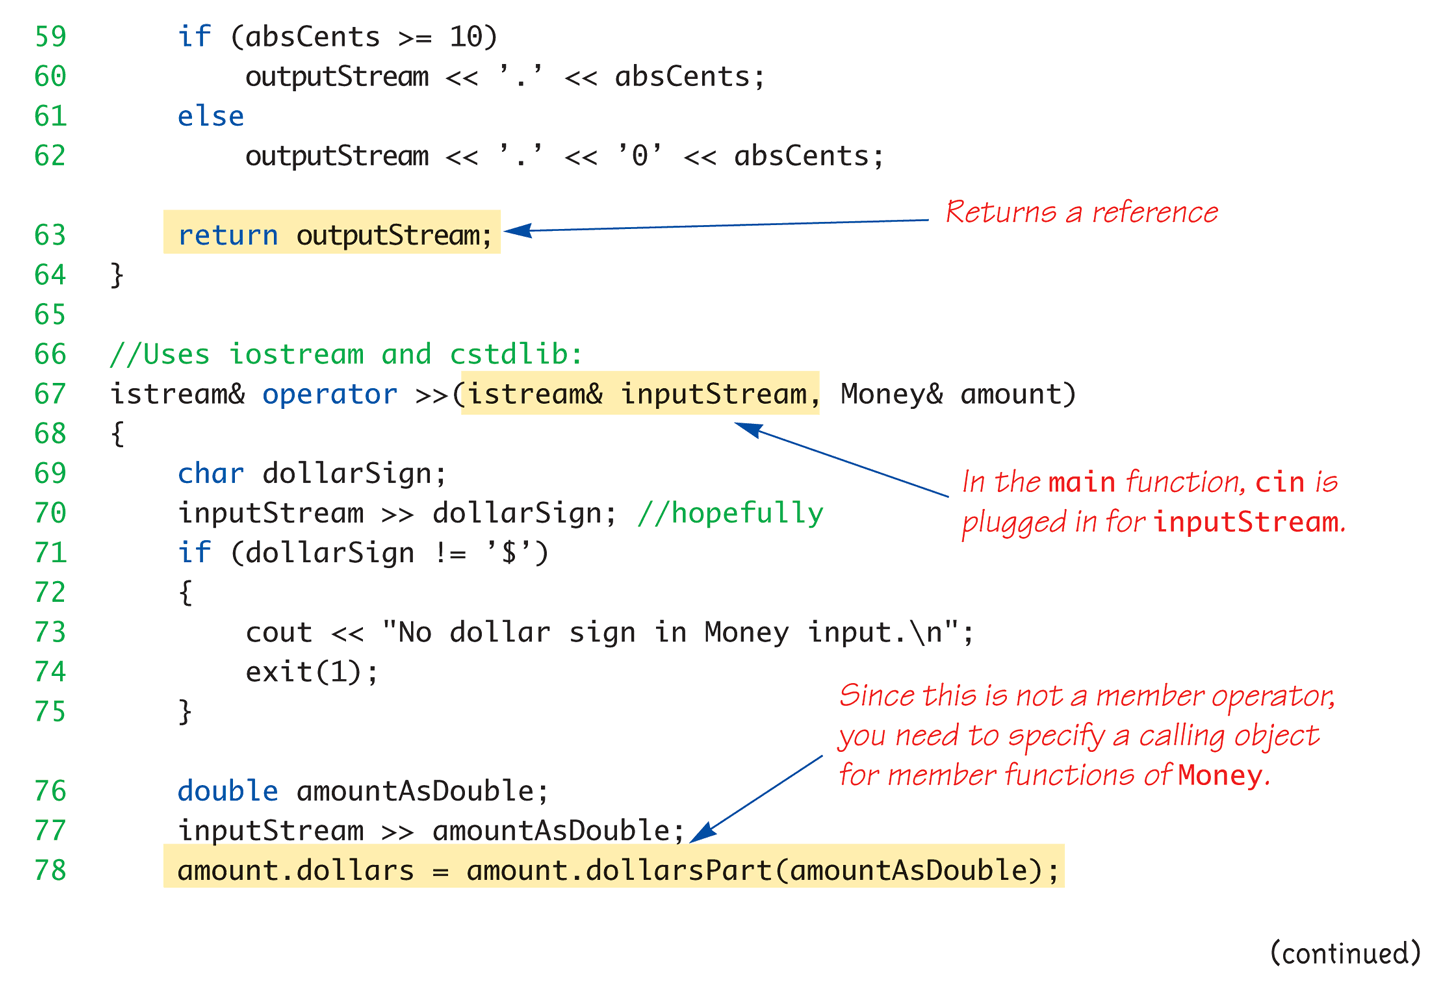 59 if (absCents >= 10)
60 outputStream << ’.’ << absCents;
61 else
62 outputStream << ’.’ << ’0’ << absCents;
Returns a reference
63 return outputStream;
64 }
65
66 //Uses iostream and cstdlib:
67 istream& operator >>(istream& inputStream, Money& amount)
68 {
69 char dollarSign;
In the main function, cin is
70 inputStream >> dollarSign; //hopefully
plugged in for inputStream.
71 if (dollarSign != ’$’)
72 {
73 cout << "No dollar sign in Money input.\n";
74 exit(1);
75 }
Since this is not a member operator,
you need to specify a calling object
for member functions of Money.
76 double amountAsDouble;
77 inputStream >> amountAsDouble;
78 amount.dollars = amount.dollarsPart(amountAsDouble);
(continued)